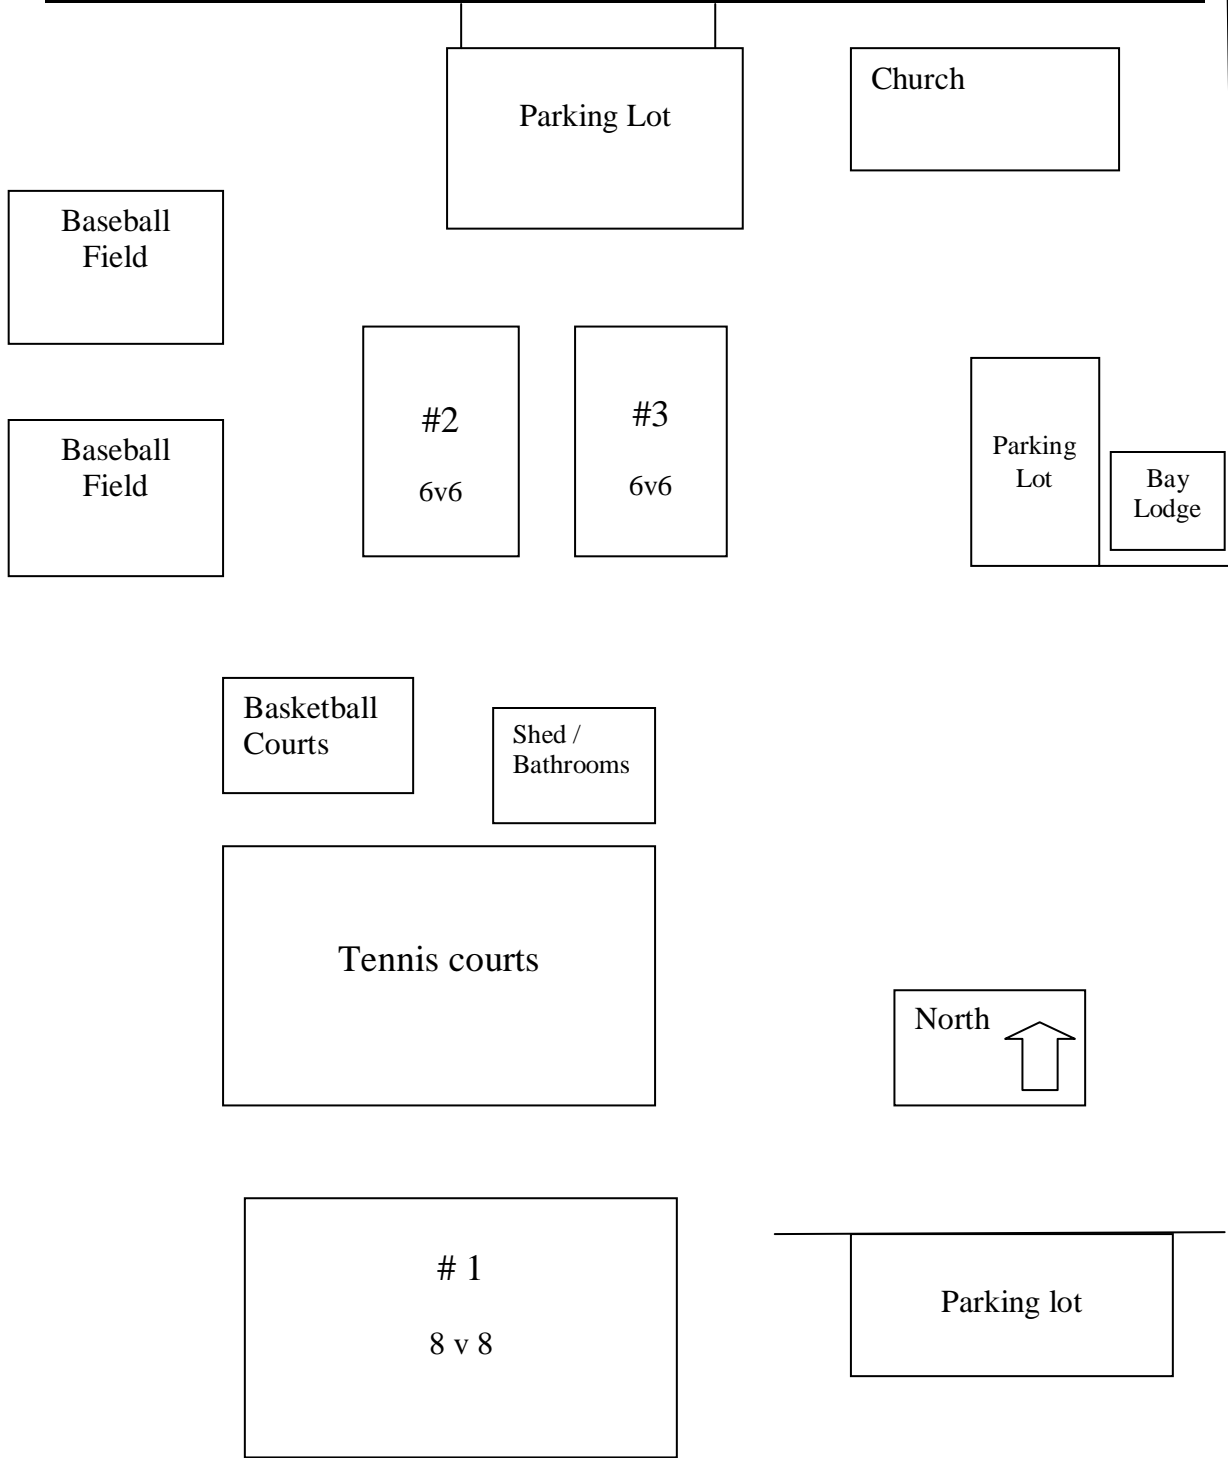 Parking Lot
Church
Baseball
Field
#2
6v6
#3
6v6
Baseball
Field
Parking
Lot
Bay
Lodge
Basketball
Courts
Shed /
Bathrooms
Tennis courts
North
# 1
8 v 8
Parking lot